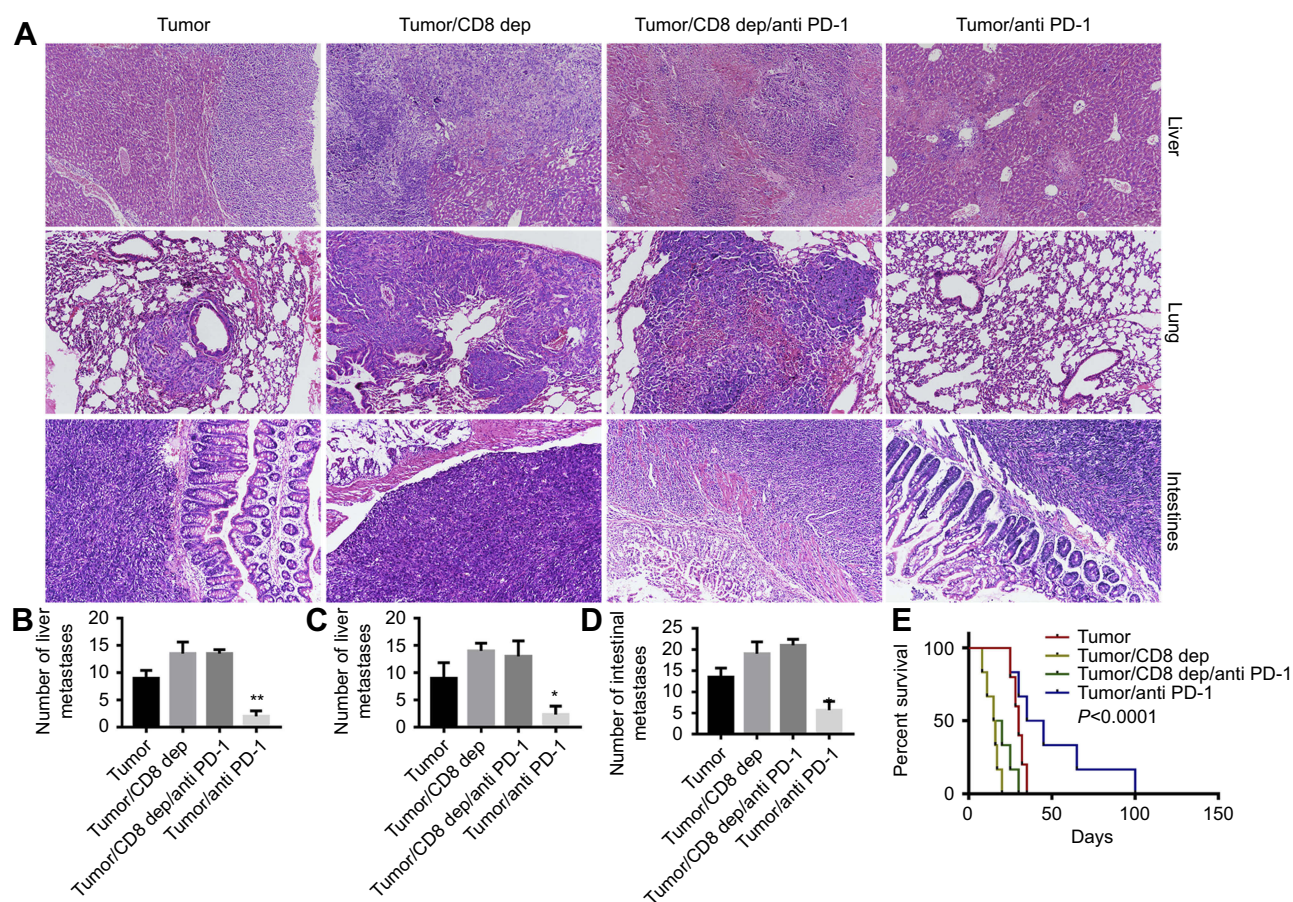 A
Tumor
Tumor/CD8 dep
Tumor/CD8 dep/anti PD-1
Tumor/anti PD-1
Liver
Lung
Intestines
B
Number of liver
metastases
20
15
10
5
0
**
Tumor
Tumor/CD8 dep
Tumor/CD8 dep/anti PD-1
Tumor/anti PD-1
C
Number of liver
metastases
20
15
10
5
0
*
Tumor
Tumor/CD8 dep
Tumor/CD8 dep/anti PD-1
Tumor/anti PD-1
D
Number of intestinal
metastases
25
20
15
10
5
0
*
Tumor
Tumor/CD8 dep
Tumor/CD8 dep/anti PD-1
Tumor/anti PD-1
E
Percent survival
100
50
0
Tumor
Tumor/CD8 dep
Tumor/CD8 dep/anti PD-1
Tumor/anti PD-1
P<0.0001
0
50
100
150
Days